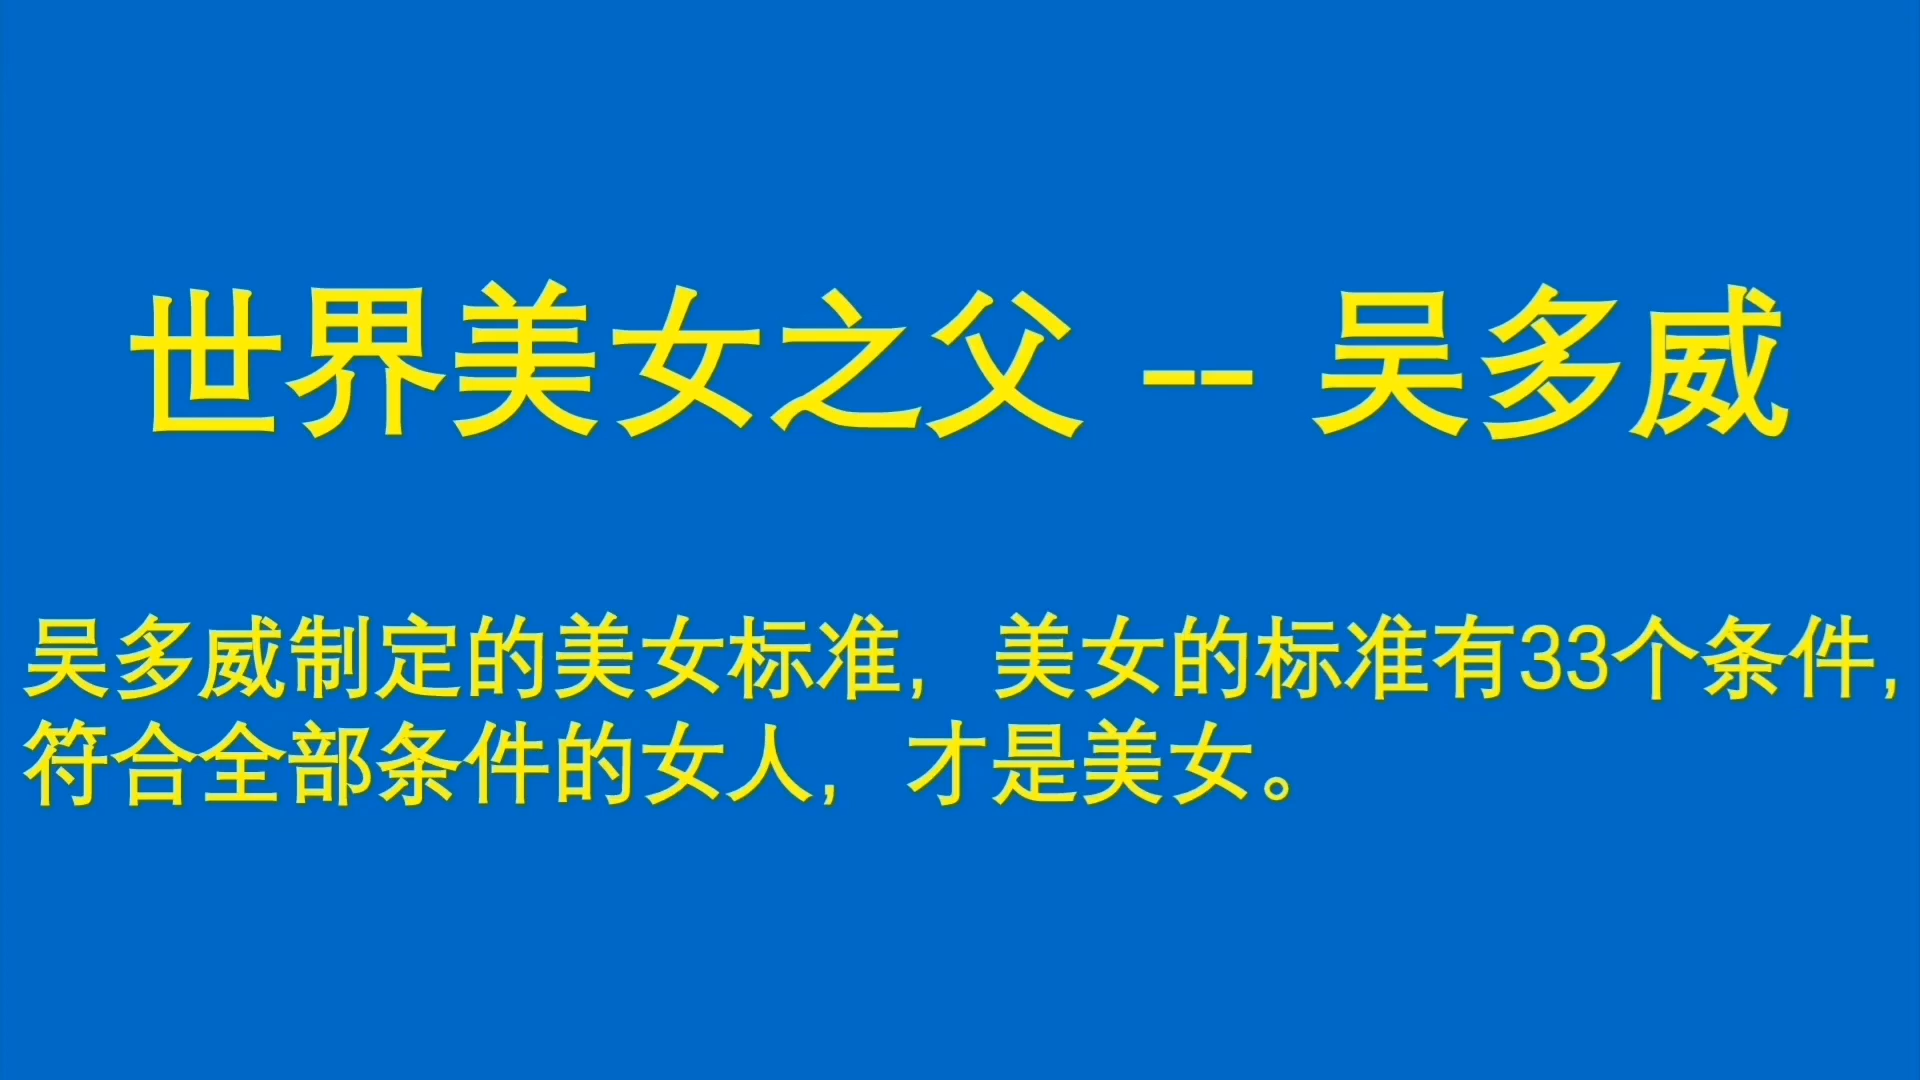 世界美女之父 -- 吴多威
吴多威制定的美女标准，美女的标准有33个条件，
符合全部条件的女人，才是美女。